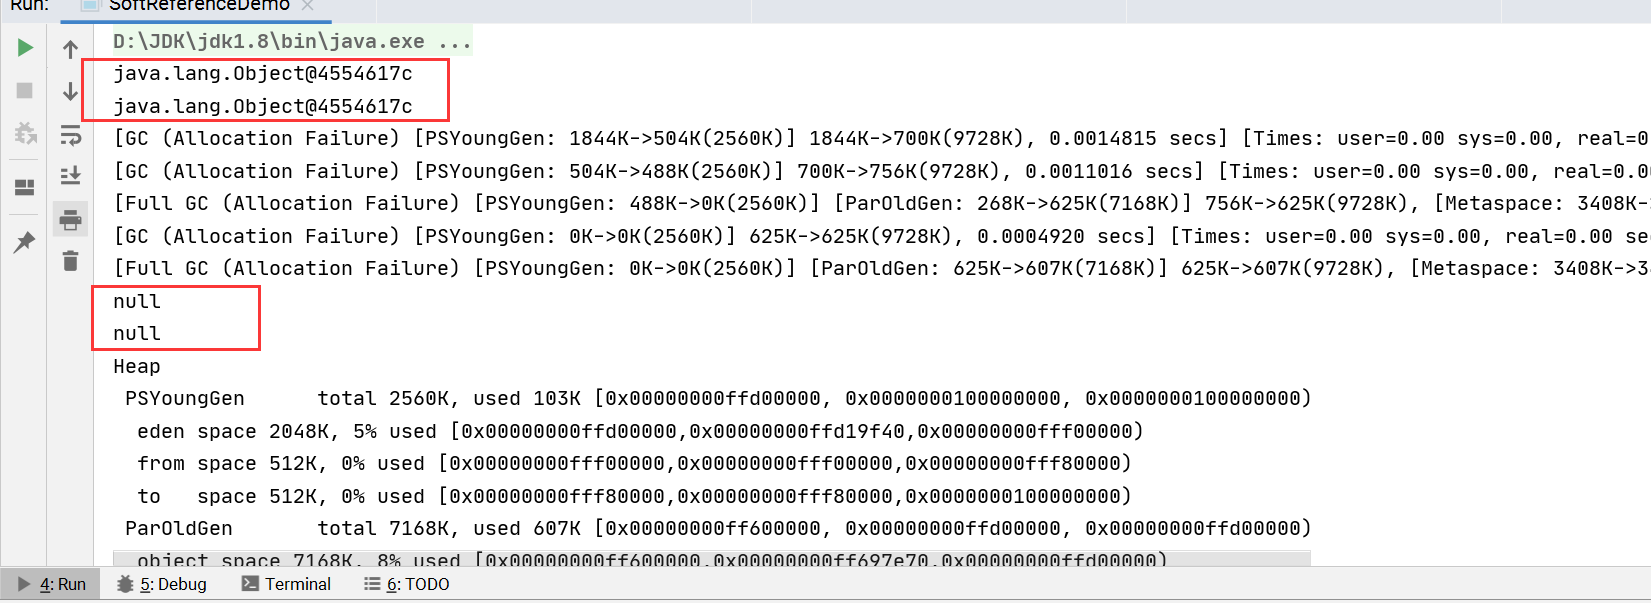 Run:
SoftReferenceDemo
D:\JDK\jdk1.8\bin\java.exe ...
java.lang.Object@4554617c
java.lang.Object@4554617c
[GC (Allocation Failure) [PSYoungGen: 1844K->504K(2560K)] 1844K->700K(9728K), 0.0014815 secs] [Times: user=0.00 sys=0.00, real=0
[GC (Allocation Failure) [PSYoungGen: 504K->488K(2560K)] 700K->756K(9728K), 0.0011016 secs] [Times: user=0.00 sys=0.00, real=0.0
[Full GC (Allocation Failure) [PSYoungGen: 488K->0K(2560K)] [ParOldGen: 268K->625K(7168K)] 756K->625K(9728K), [Metaspace: 3408K-
[GC (Allocation Failure) [PSYoungGen: 0K->0K(2560K)] 625K->625K(9728K), 0.0004920 secs] [Times: user=0.00 sys=0.00, real=0.00 se
[Full GC (Allocation Failure) [PSYoungGen: 0K->0K(2560K)] [ParOldGen: 625K->607K(7168K)] 625K->607K(9728K), [Metaspace: 3408K->3
null
null
Heap
PSYoungGen total 2560K, used 103K [0x00000000ffd00000, 0x0000000100000000, 0x0000000100000000)
eden space 2048K, 5% used [0x00000000ffd00000,0x00000000ffd19f40,0x00000000fff00000)
from space 512K, 0% used [0x00000000fff00000,0x00000000fff00000,0x00000000fff80000)
to space 512K, 0% used [0x00000000fff80000,0x00000000fff80000,0x0000000100000000)
ParOldGen total 7168K, used 607K [0x00000000ff600000, 0x00000000ffd00000, 0x00000000ffd00000)
object space 7168K, 8% used [0x00000000ff600000,0x00000000ff697e70,0x00000000ffd00000)
4: Run
5: Debug
Terminal
6: TODO